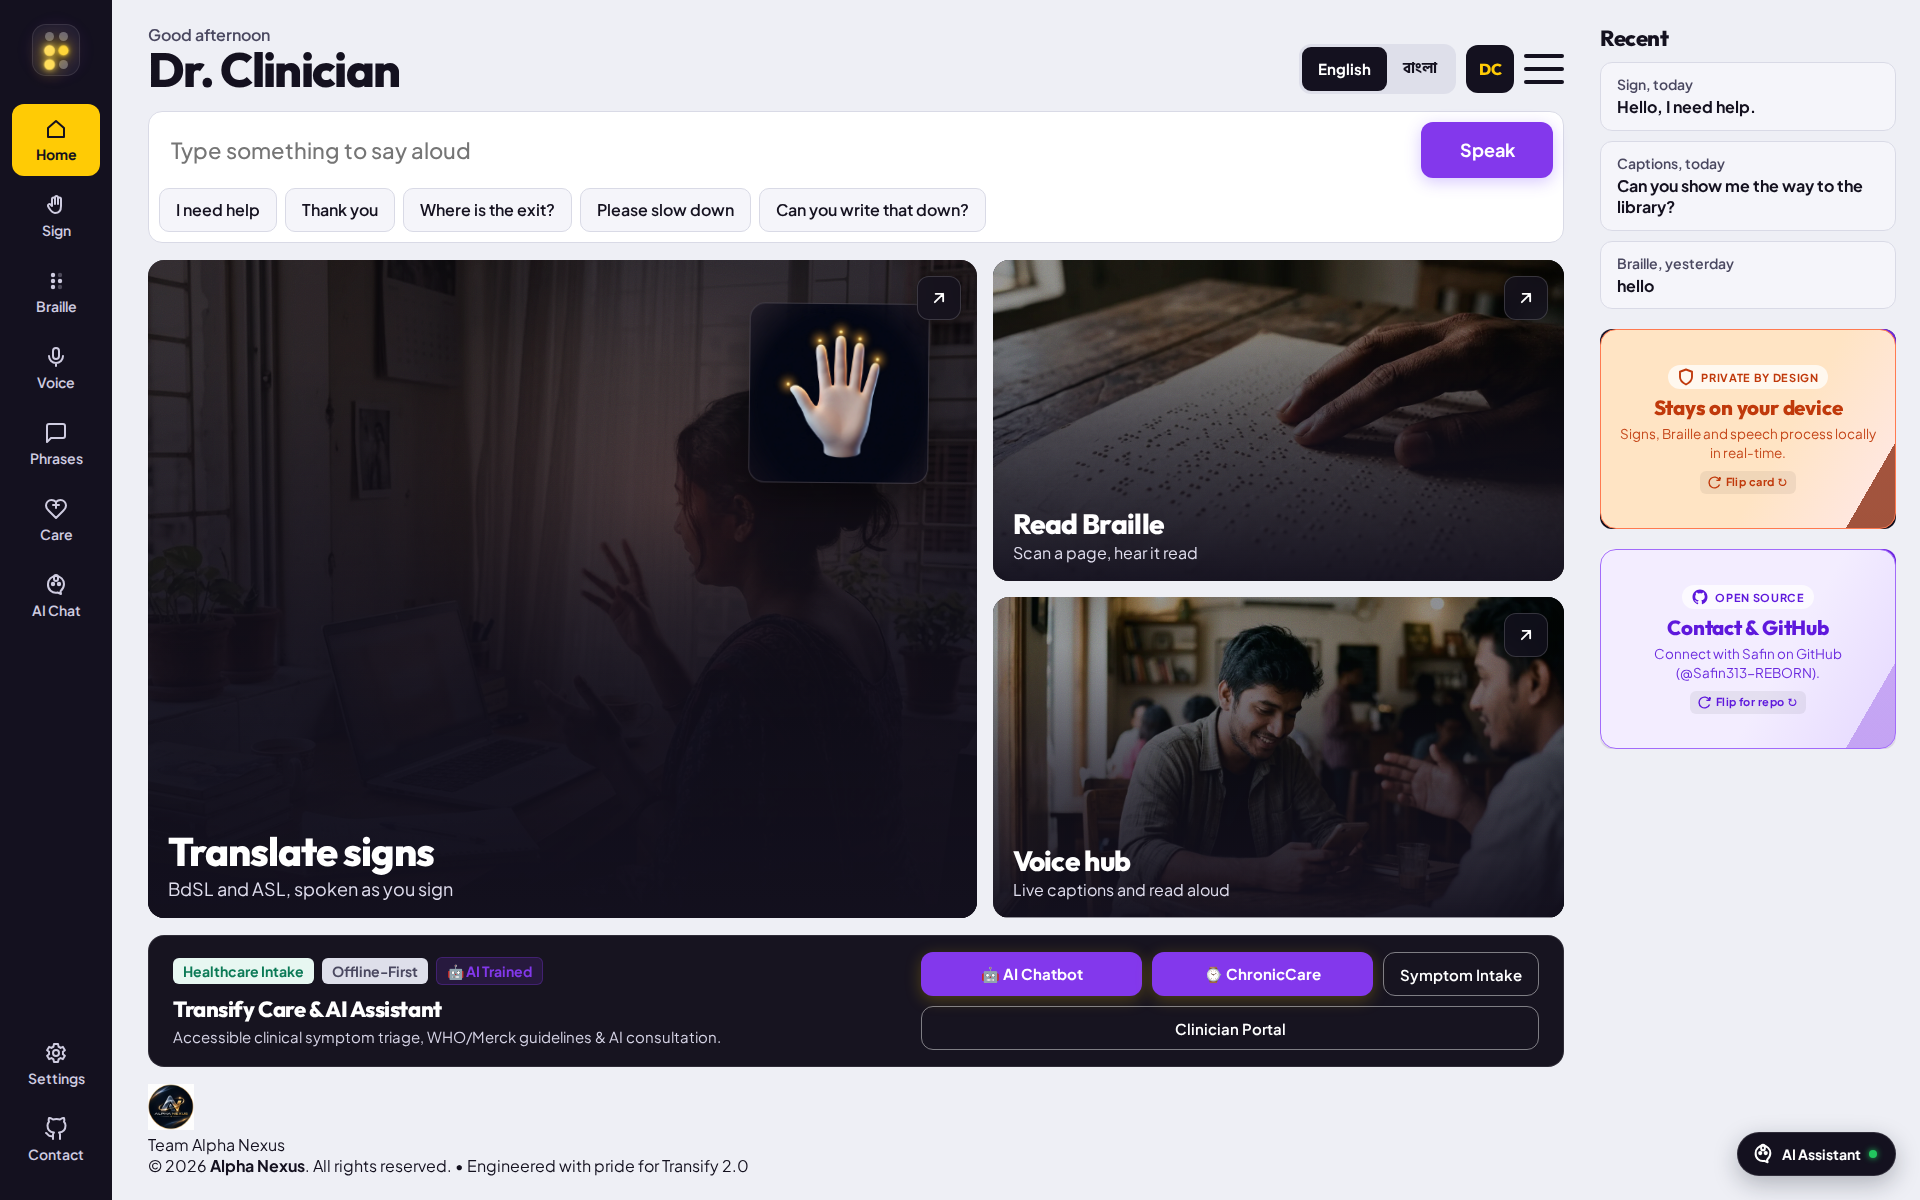 Home
Sign
Braille
Voice
Phrases
Care
AI Chat
Settings
Contact
Good afternoon
Dr. Clinician
English
বাংলা
DC
Type something to say aloud
Speak
I need help
Thank you
Where is the exit?
Please slow down
Can you write that down?
Translate signs
BdSL and ASL, spoken as you sign
Read Braille
Scan a page, hear it read
Voice hub
Live captions and read aloud
Healthcare Intake
Offline-First
🤖 AI Trained
Transify Care & AI Assistant
Accessible clinical symptom triage, WHO/Merck guidelines & AI consultation.
🤖 AI Chatbot
⌚ ChronicCare
Symptom Intake
Clinician Portal
ALPHA NEXUS
Team Alpha Nexus
© 2026 Alpha Nexus. All rights reserved. • Engineered with pride for Transify 2.0
Recent
Sign, today
Hello, I need help.
Captions, today
Can you show me the way to the
library?
Braille, yesterday
hello
PRIVATE BY DESIGN
Stays on your device
Signs, Braille and speech process locally
in real-time.
Flip card ↻
OPEN SOURCE
Contact & GitHub
Connect with Safin on GitHub
(@Safin313-REBORN).
Flip for repo ↻
AI Assistant